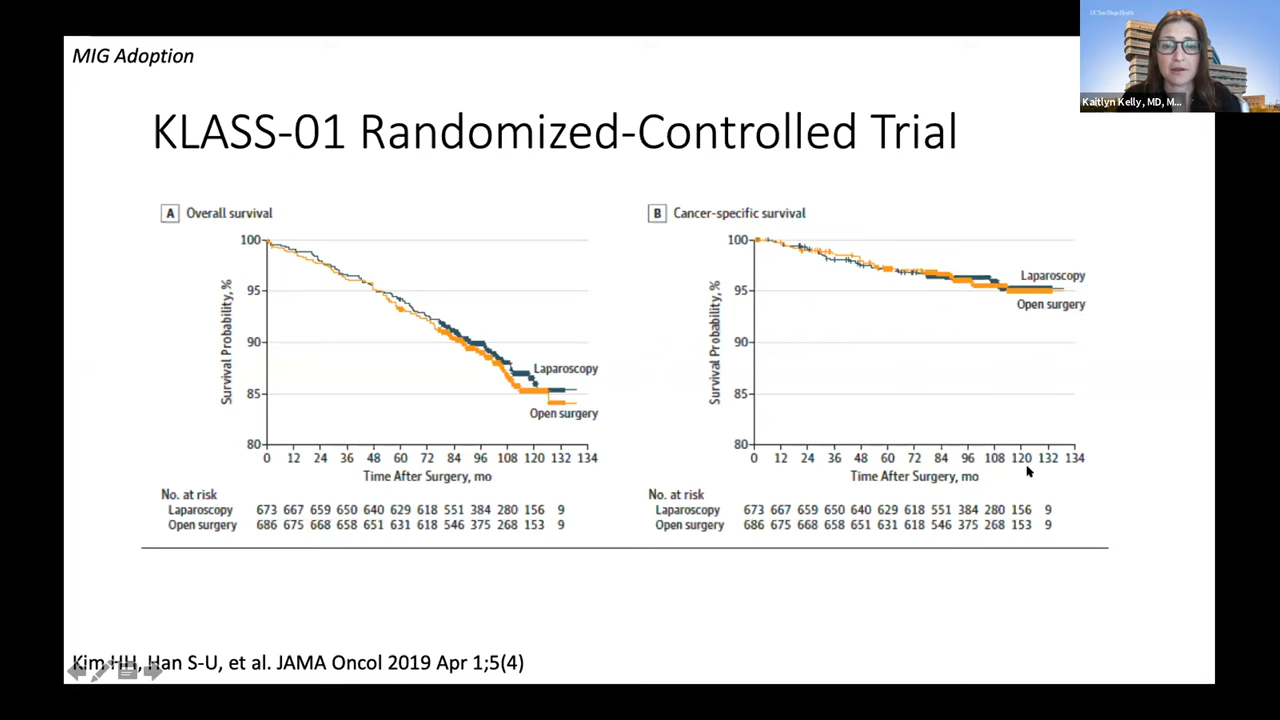 MIG Adoption
UC San Diego Health
Kaitlyn Kelly, MD, M...
KLASS-01 Randomized-Controlled Trial
A Overall survival
100
95
90
85
80
Survival Probability, %
Laparoscopy
Open surgery
0 12 24 36 48 60 72 84 96 108 120 132 134
Time After Surgery, mo
No. at risk
Laparoscopy 673 667 659 650 640 629 618 551 384 280 156 9
Open surgery 686 675 668 658 651 631 618 546 375 268 153 9
B Cancer-specific survival
100
95
90
85
80
Survival Probability, %
Laparoscopy
Open surgery
0 12 24 36 48 60 72 84 96 108 120 132 134
Time After Surgery, mo
No. at risk
Laparoscopy 673 667 659 650 640 629 618 551 384 280 156 9
Open surgery 686 675 668 658 651 631 618 546 375 268 153 9
Kim HH, Han S-U, et al. JAMA Oncol 2019 Apr 1;5(4)